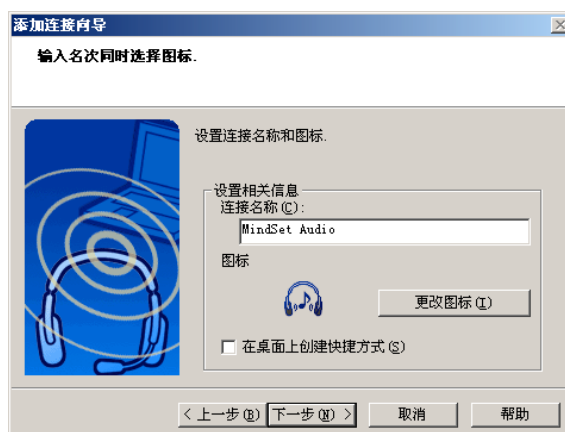 添加连接向导
输入名次同时选择图标.
设置连接名称和图标.
设置相关信息
连接名称(C):
MindSet Audio
图标
更改图标(I)
在桌面上创建快捷方式(S)
< 上一步(B) 下一步(N) > 取消 帮助